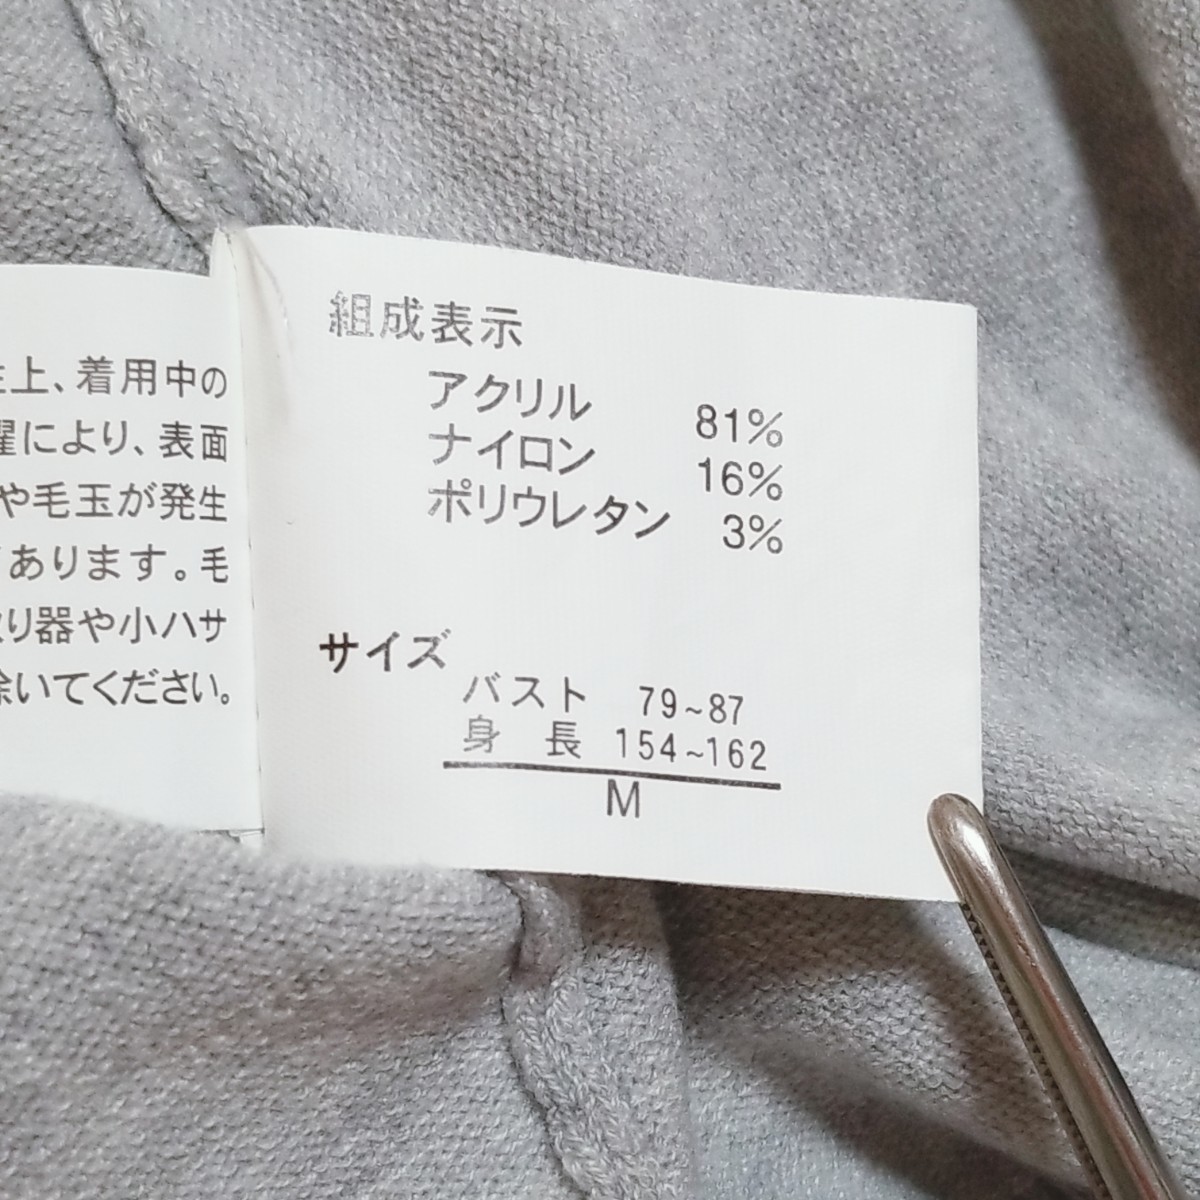 上、着用中の
により、表面
や毛玉が発生
あります。毛
り器や小ハサ
いてください。
組成表示
アクリル 81%
ナイロン 16%
ポリウレタン 3%
サイズ
バスト 79~87
身長 154~162
M